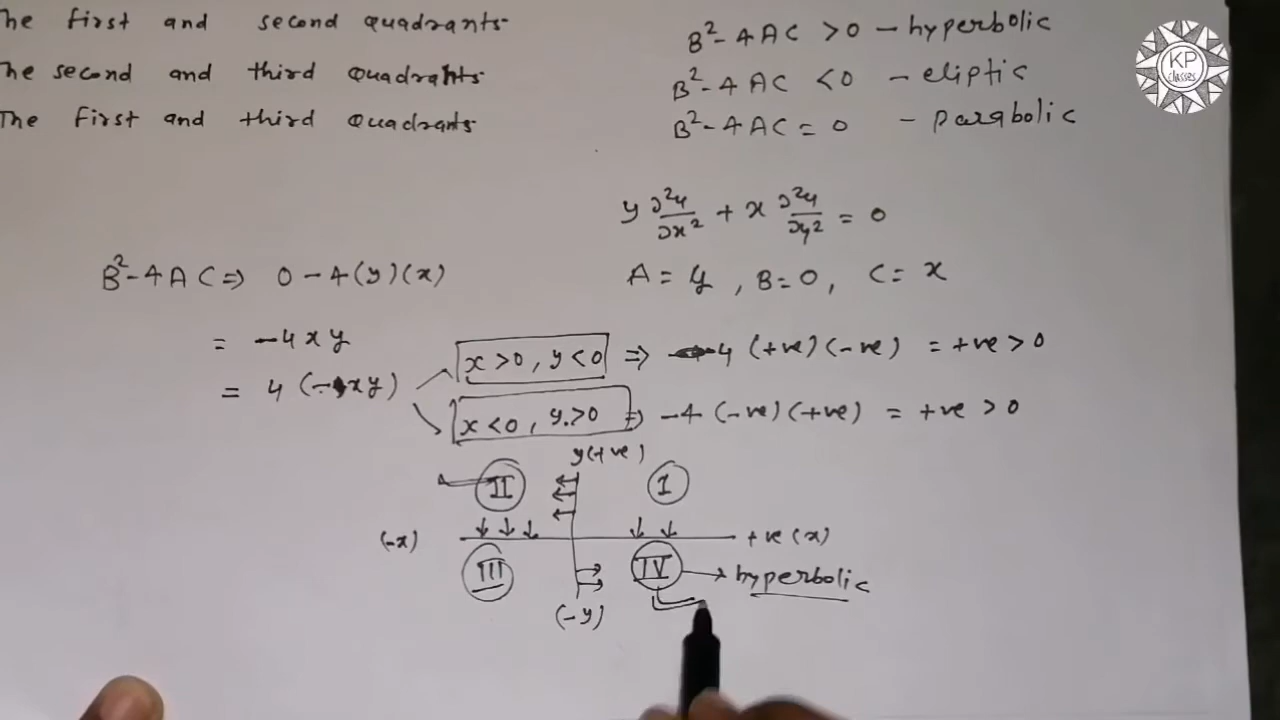 The first and second quadrants
The second and third Quadrants
The First and third Quadrants
B²-4AC >0 - hyperbolic
B²-4AC <0 - eliptic
B²-4AC = 0 - parabolic
KP
classes
y ∂²u/∂x² + x ∂²u/∂y² = 0
A = y, B=0, C= x
B²-4AC ⇒ 0-4(y)(x)
= -4xy
= 4 (-xy)
x >0, y <0 ⇒ -4 (+ve)(-ve) = +ve >0
x <0, y >0 ⇒ -4 (-ve)(+ve) = +ve >0
y(+ve)
II
I
(-x)
+ve (x)
III
IV → hyperbolic
(-y)